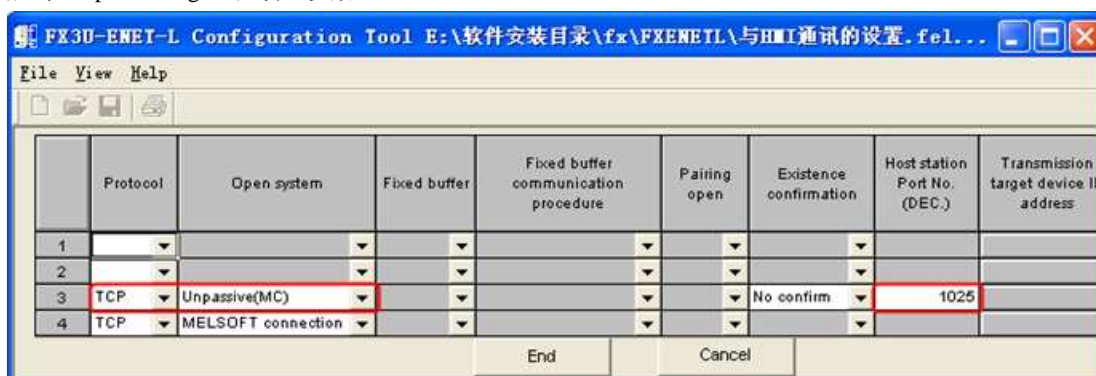 FX3U-ENET-L Configuration Tool E:\软件安装目录\fx\FXENETL\与HMI通讯的设置.fel...
File View Help
Protocol Open system Fixed buffer Fixed buffer communication procedure Pairing open Existence confirmation Host station Port No. (DEC.) Transmission target device address
1
2
3 TCP Unpassive(MC) No confirm 1025
4 TCP MELSOFT connection
End Cancel